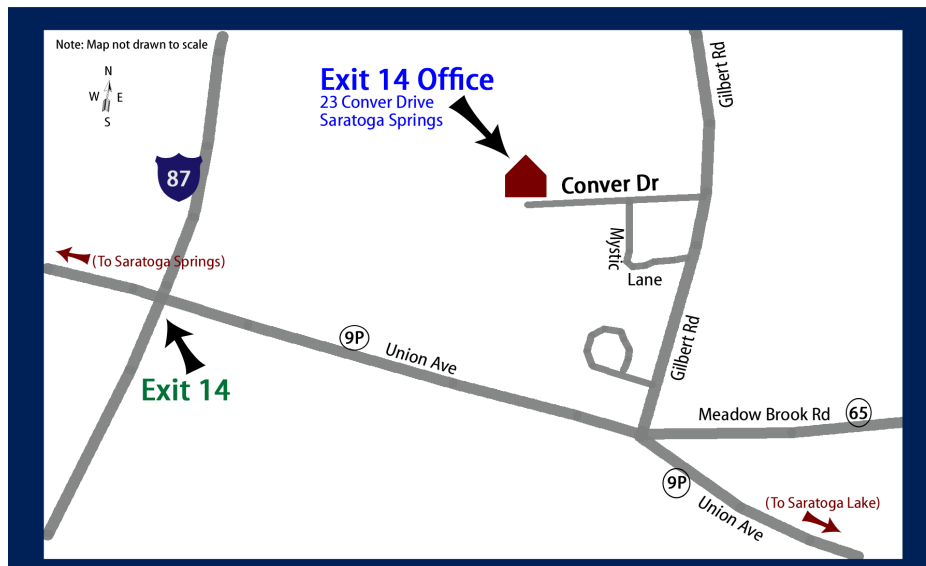 Note: Map not drawn to scale
N
W E
S
Exit 14 Office
23 Conver Drive
Saratoga Springs
Gilbert Rd
87
Conver Dr
Mystic
Lane
(To Saratoga Springs)
9P
Union Ave
Gilbert Rd
Exit 14
Meadow Brook Rd
65
9P
Union Ave
(To Saratoga Lake)